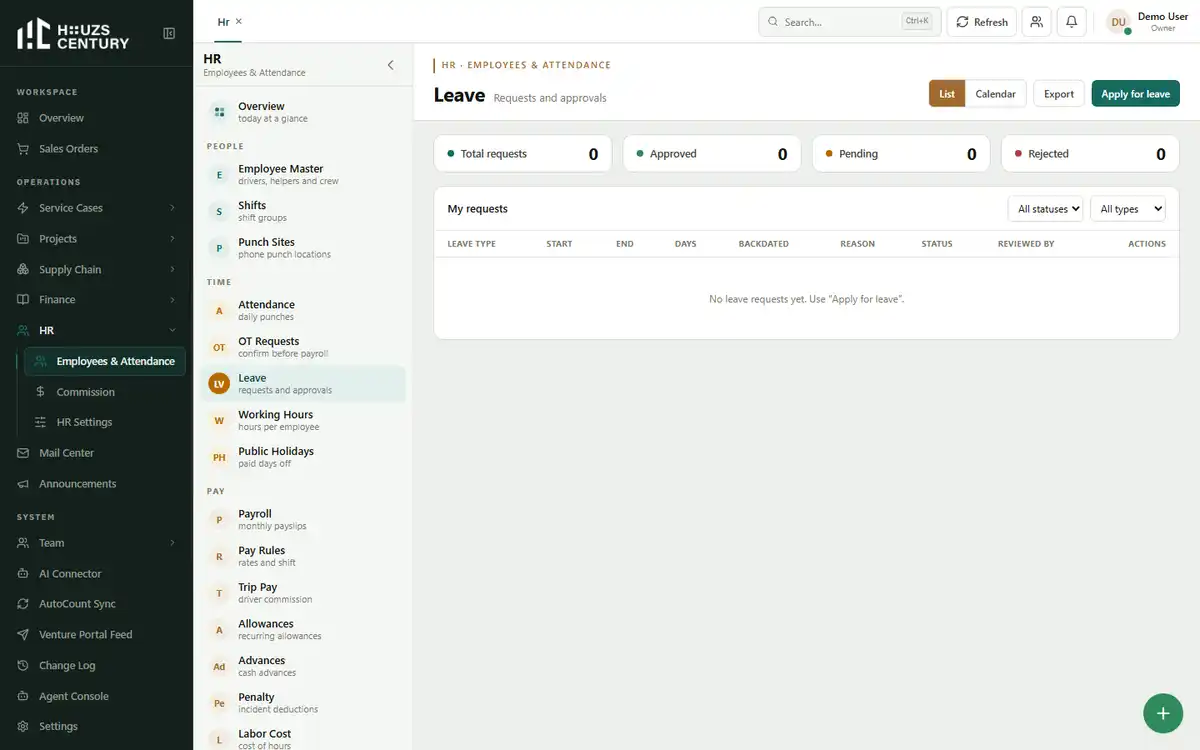 HOUZS
CENTURY
WORKSPACE
Overview
Sales Orders
OPERATIONS
Service Cases
Projects
Supply Chain
Finance
HR
Employees & Attendance
Commission
HR Settings
Mail Center
Announcements
SYSTEM
Team
AI Connector
AutoCount Sync
Venture Portal Feed
Change Log
Agent Console
Settings
Hr ×
Search... Ctrl+K
Refresh
DU
Demo User
Owner
HR
Employees & Attendance
Overview
today at a glance
PEOPLE
E Employee Master
drivers, helpers and crew
S Shifts
shift groups
P Punch Sites
phone punch locations
TIME
A Attendance
daily punches
OT OT Requests
confirm before payroll
LV Leave
requests and approvals
W Working Hours
hours per employee
PH Public Holidays
paid days off
PAY
P Payroll
monthly payslips
R Pay Rules
rates and shift
T Trip Pay
driver commission
A Allowances
recurring allowances
Ad Advances
cash advances
Pe Penalty
incident deductions
L Labor Cost
cost of hours
HR · EMPLOYEES & ATTENDANCE
Leave Requests and approvals
List Calendar Export Apply for leave
Total requests 0 Approved 0 Pending 0 Rejected 0
My requests All statuses All types
LEAVE TYPE START END DAYS BACKDATED REASON STATUS REVIEWED BY ACTIONS
No leave requests yet. Use "Apply for leave".
+